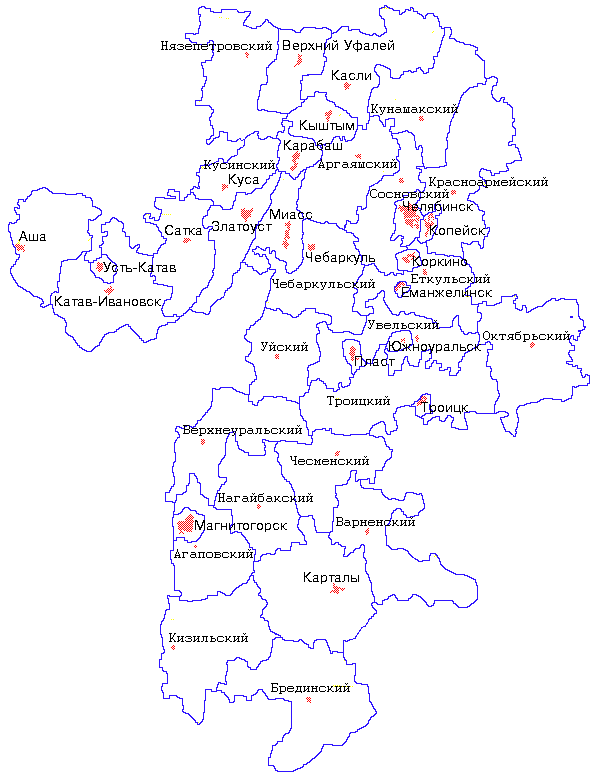 Нязепетровский
Верхний Уфалей
Касли
Кунашакский
Кыштым
Карабаш
Аргаяшский
Кусинский
Куса
Красноармейский
Сосновский
Челябинск
Миасс
Златоуст
Сатка
Копейск
Аша
Чебаркуль
Коркино
Усть-Катав
Еткульский
Чебаркульский
Еманжелинск
Катав-Ивановск
Увельский
Октябрьский
Уйский
Южноуральск
Пласт
Троицкий
Троицк
Верхнеуральский
Чесменский
Нагайбакский
Магнитогорск
Варненский
Агаповский
Карталы
Кизильский
Брединский